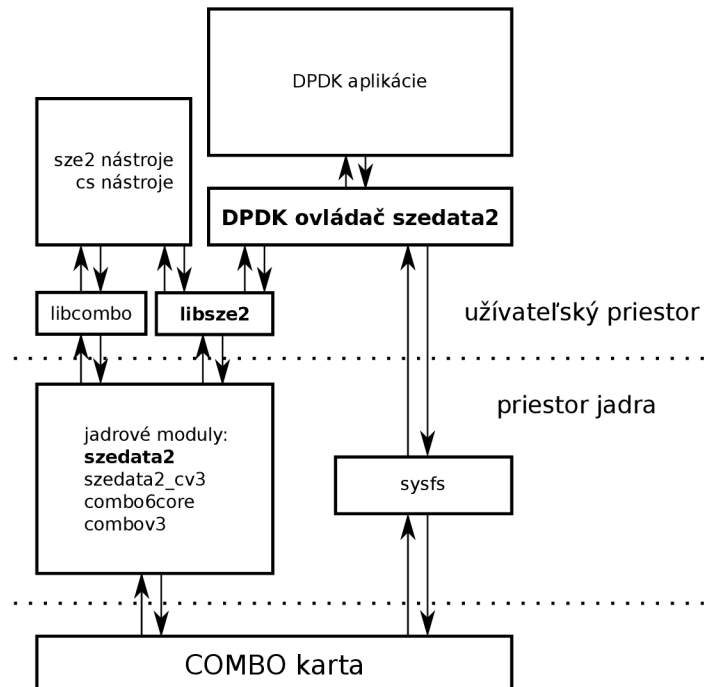 DPDK aplikácie
sze2 nástroje
cs nástroje
DPDK ovládač szedata2
libcombo
libsze2
užívateľský priestor
priestor jadra
jadrové moduly:
szedata2
szedata2_cv3
combo6core
combov3
sysfs
COMBO karta